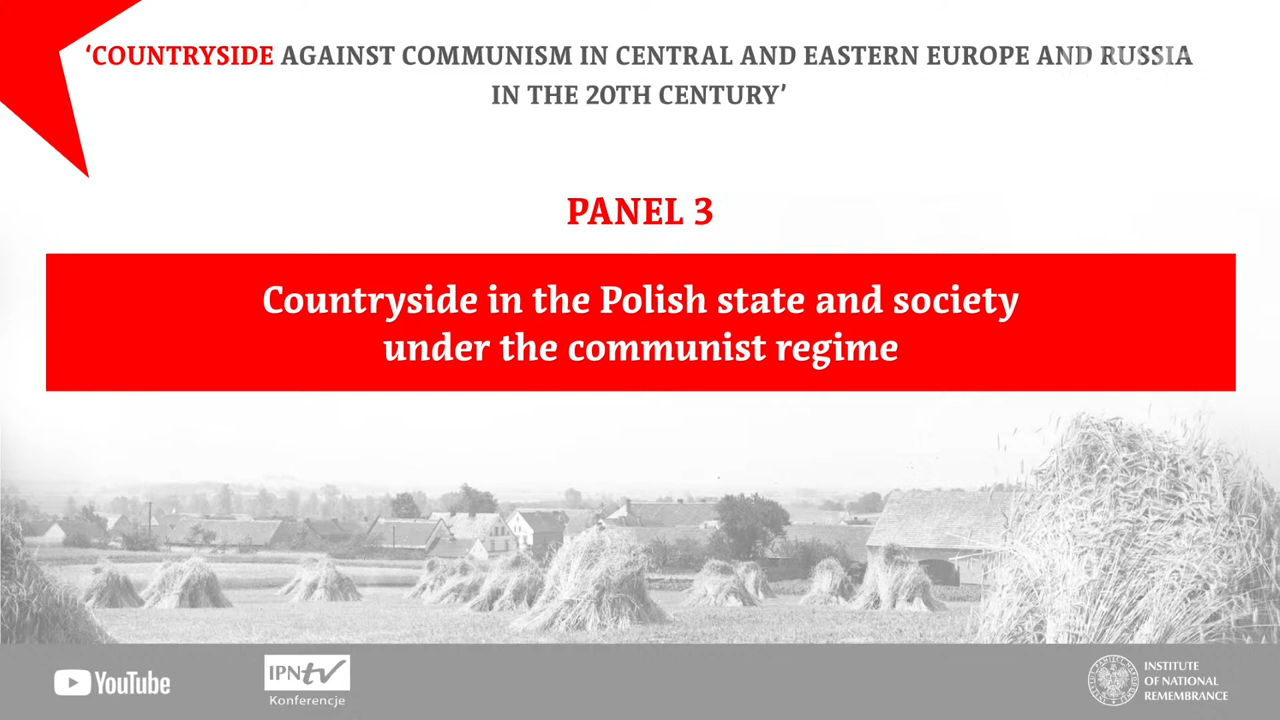 ‘COUNTRYSIDE AGAINST COMMUNISM IN CENTRAL AND EASTERN EUROPE AND RUSSIA
IN THE 20TH CENTURY’
PANEL 3
Countryside in the Polish state and society
under the communist regime
YouTube
IPNtv
Konferencje
INSTITUTE
OF NATIONAL
REMEMBRANCE